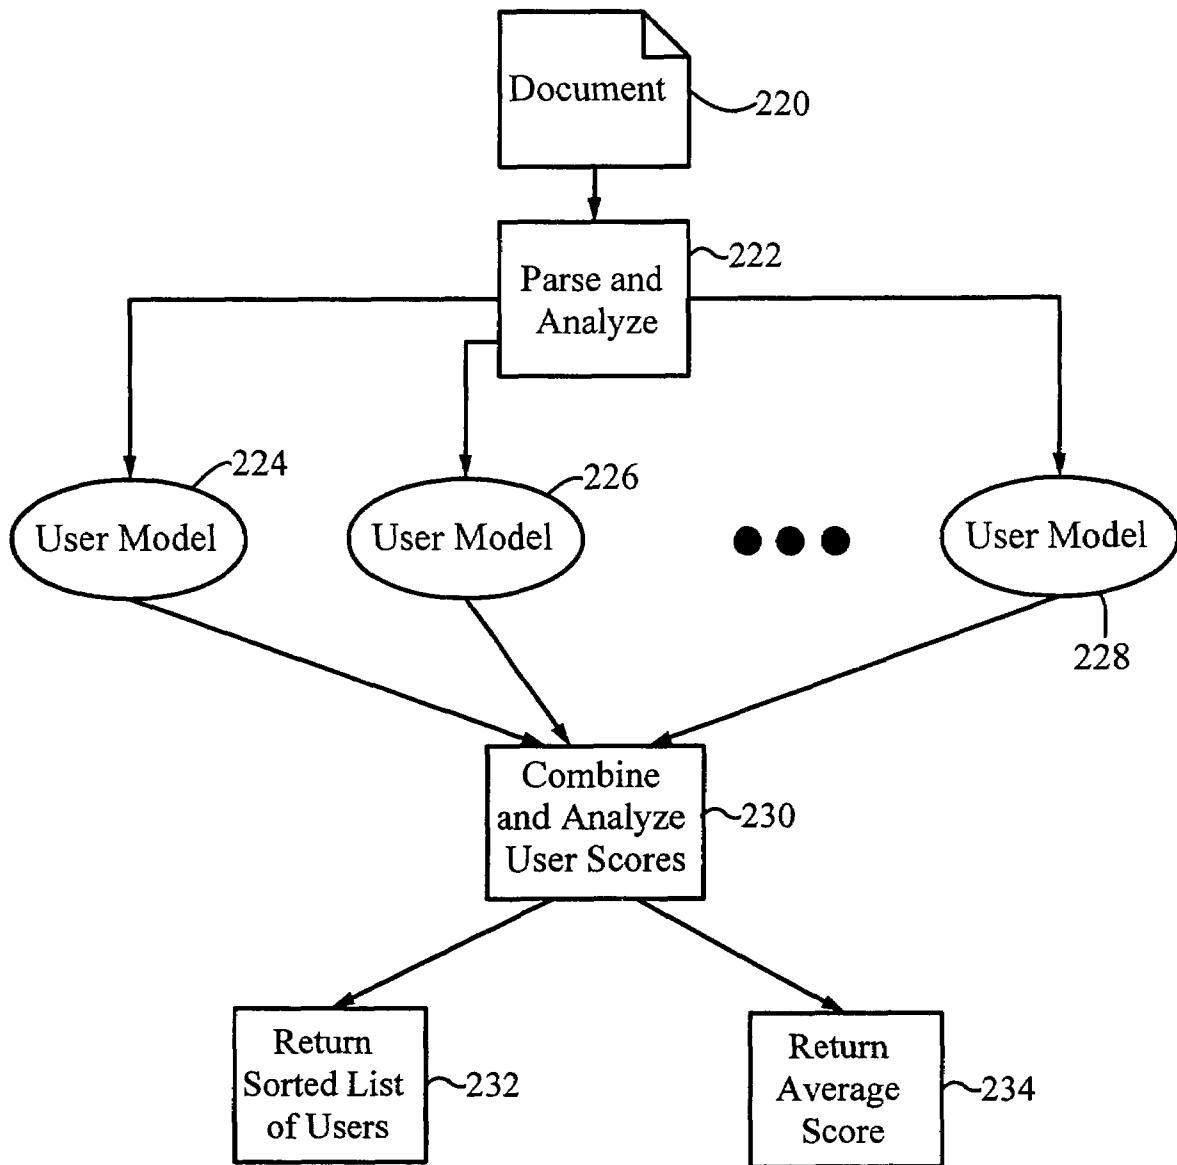 Document
220
Parse and
Analyze
222
224
226
User Model
User Model
User Model
228
Combine
and Analyze
User Scores
230
Return
Sorted List
of Users
232
Return
Average
Score
234